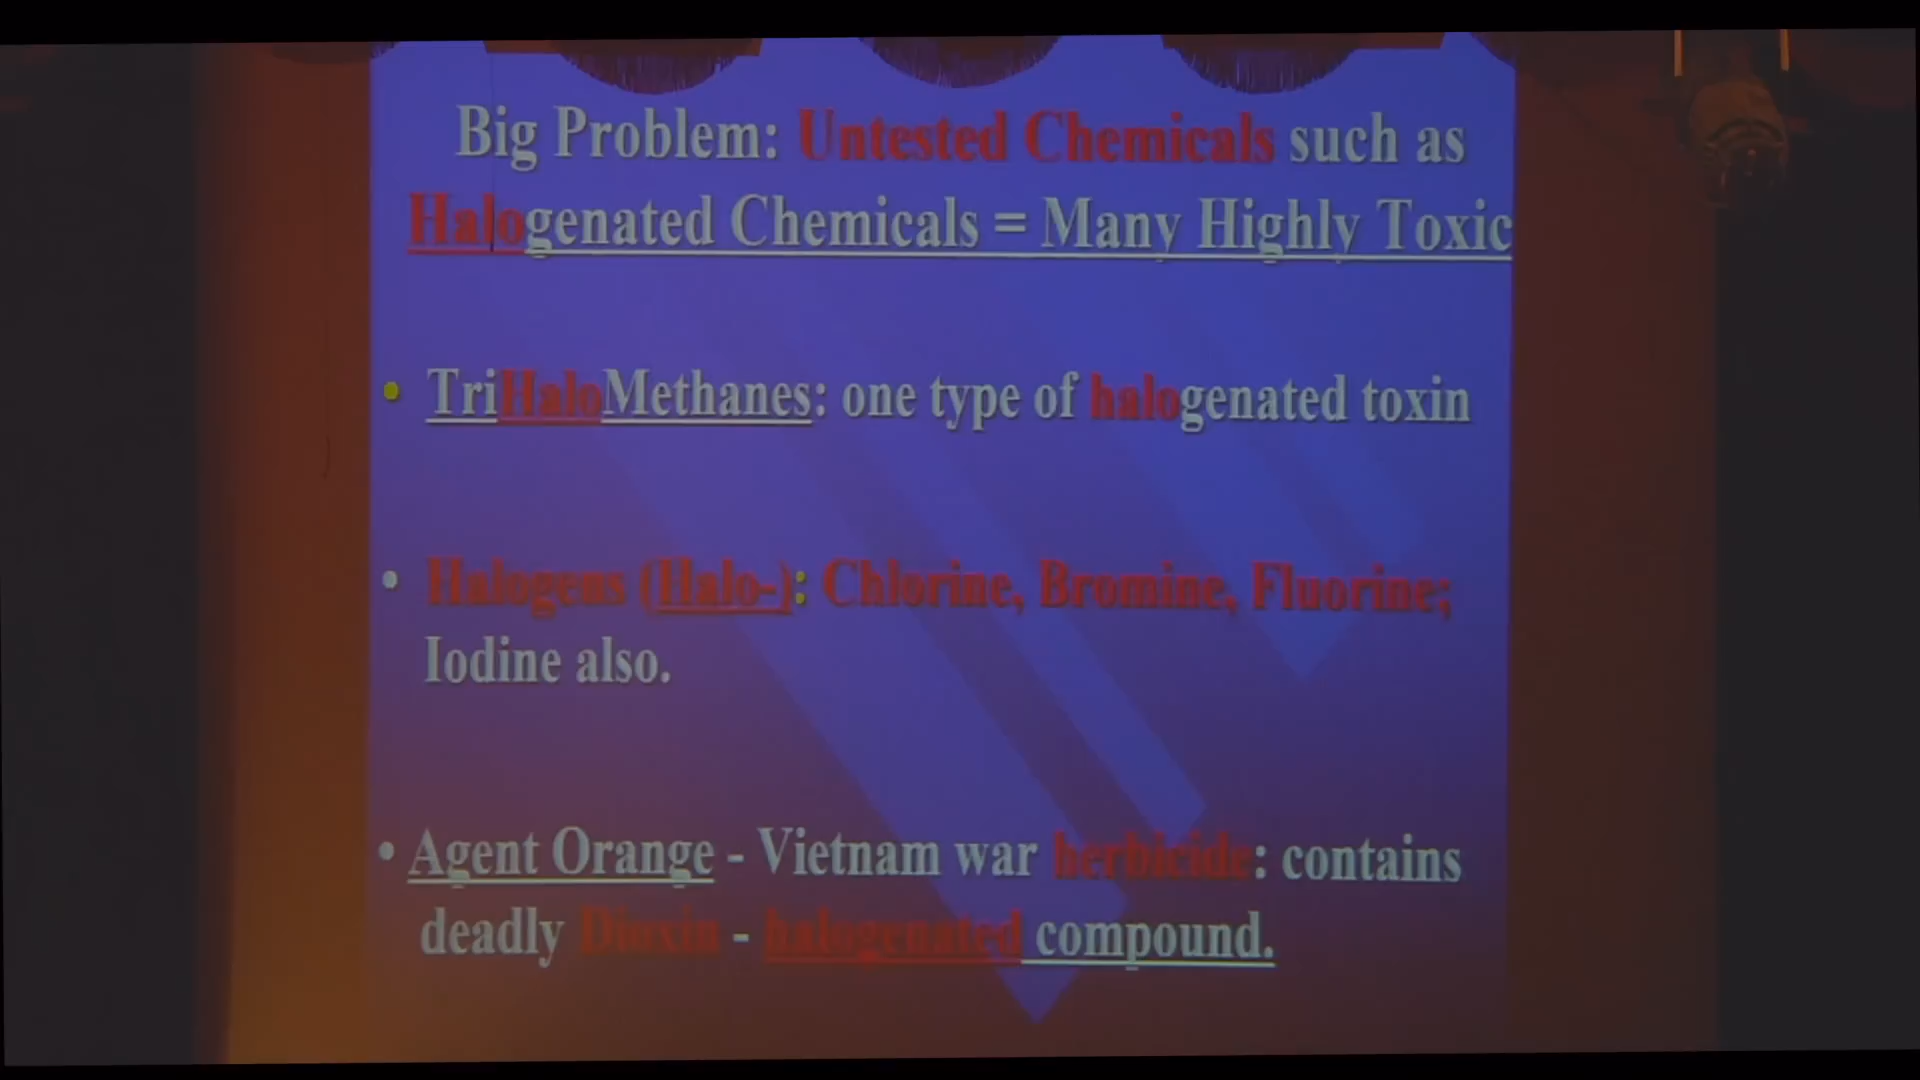 Big Problem: Untested Chemicals such as
Halogenated Chemicals = Many Highly Toxic
• TriHaloMethanes: one type of halogenated toxin
• Halogens (Halo-): Chlorine, Bromine, Fluorine;
Iodine also.
• Agent Orange - Vietnam war herbicide: contains
deadly Dioxin - halogenated compound.